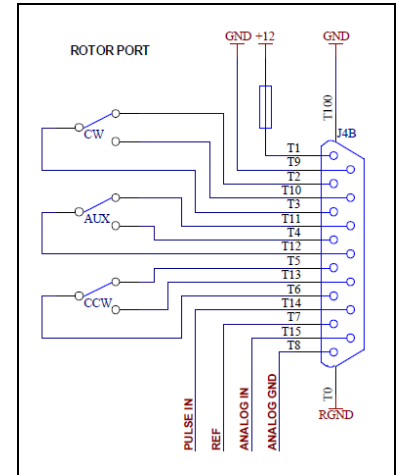 ROTOR PORT
GND +12 GND
T100
J4B
CW
T1
T9
T2
T10
T3
T11
AUX
T4
T12
T5
T13
CCW
T6
T14
T7
T15
T8
PULSE IN
REF
ANALOG IN
ANALOG GND
T0
RGND